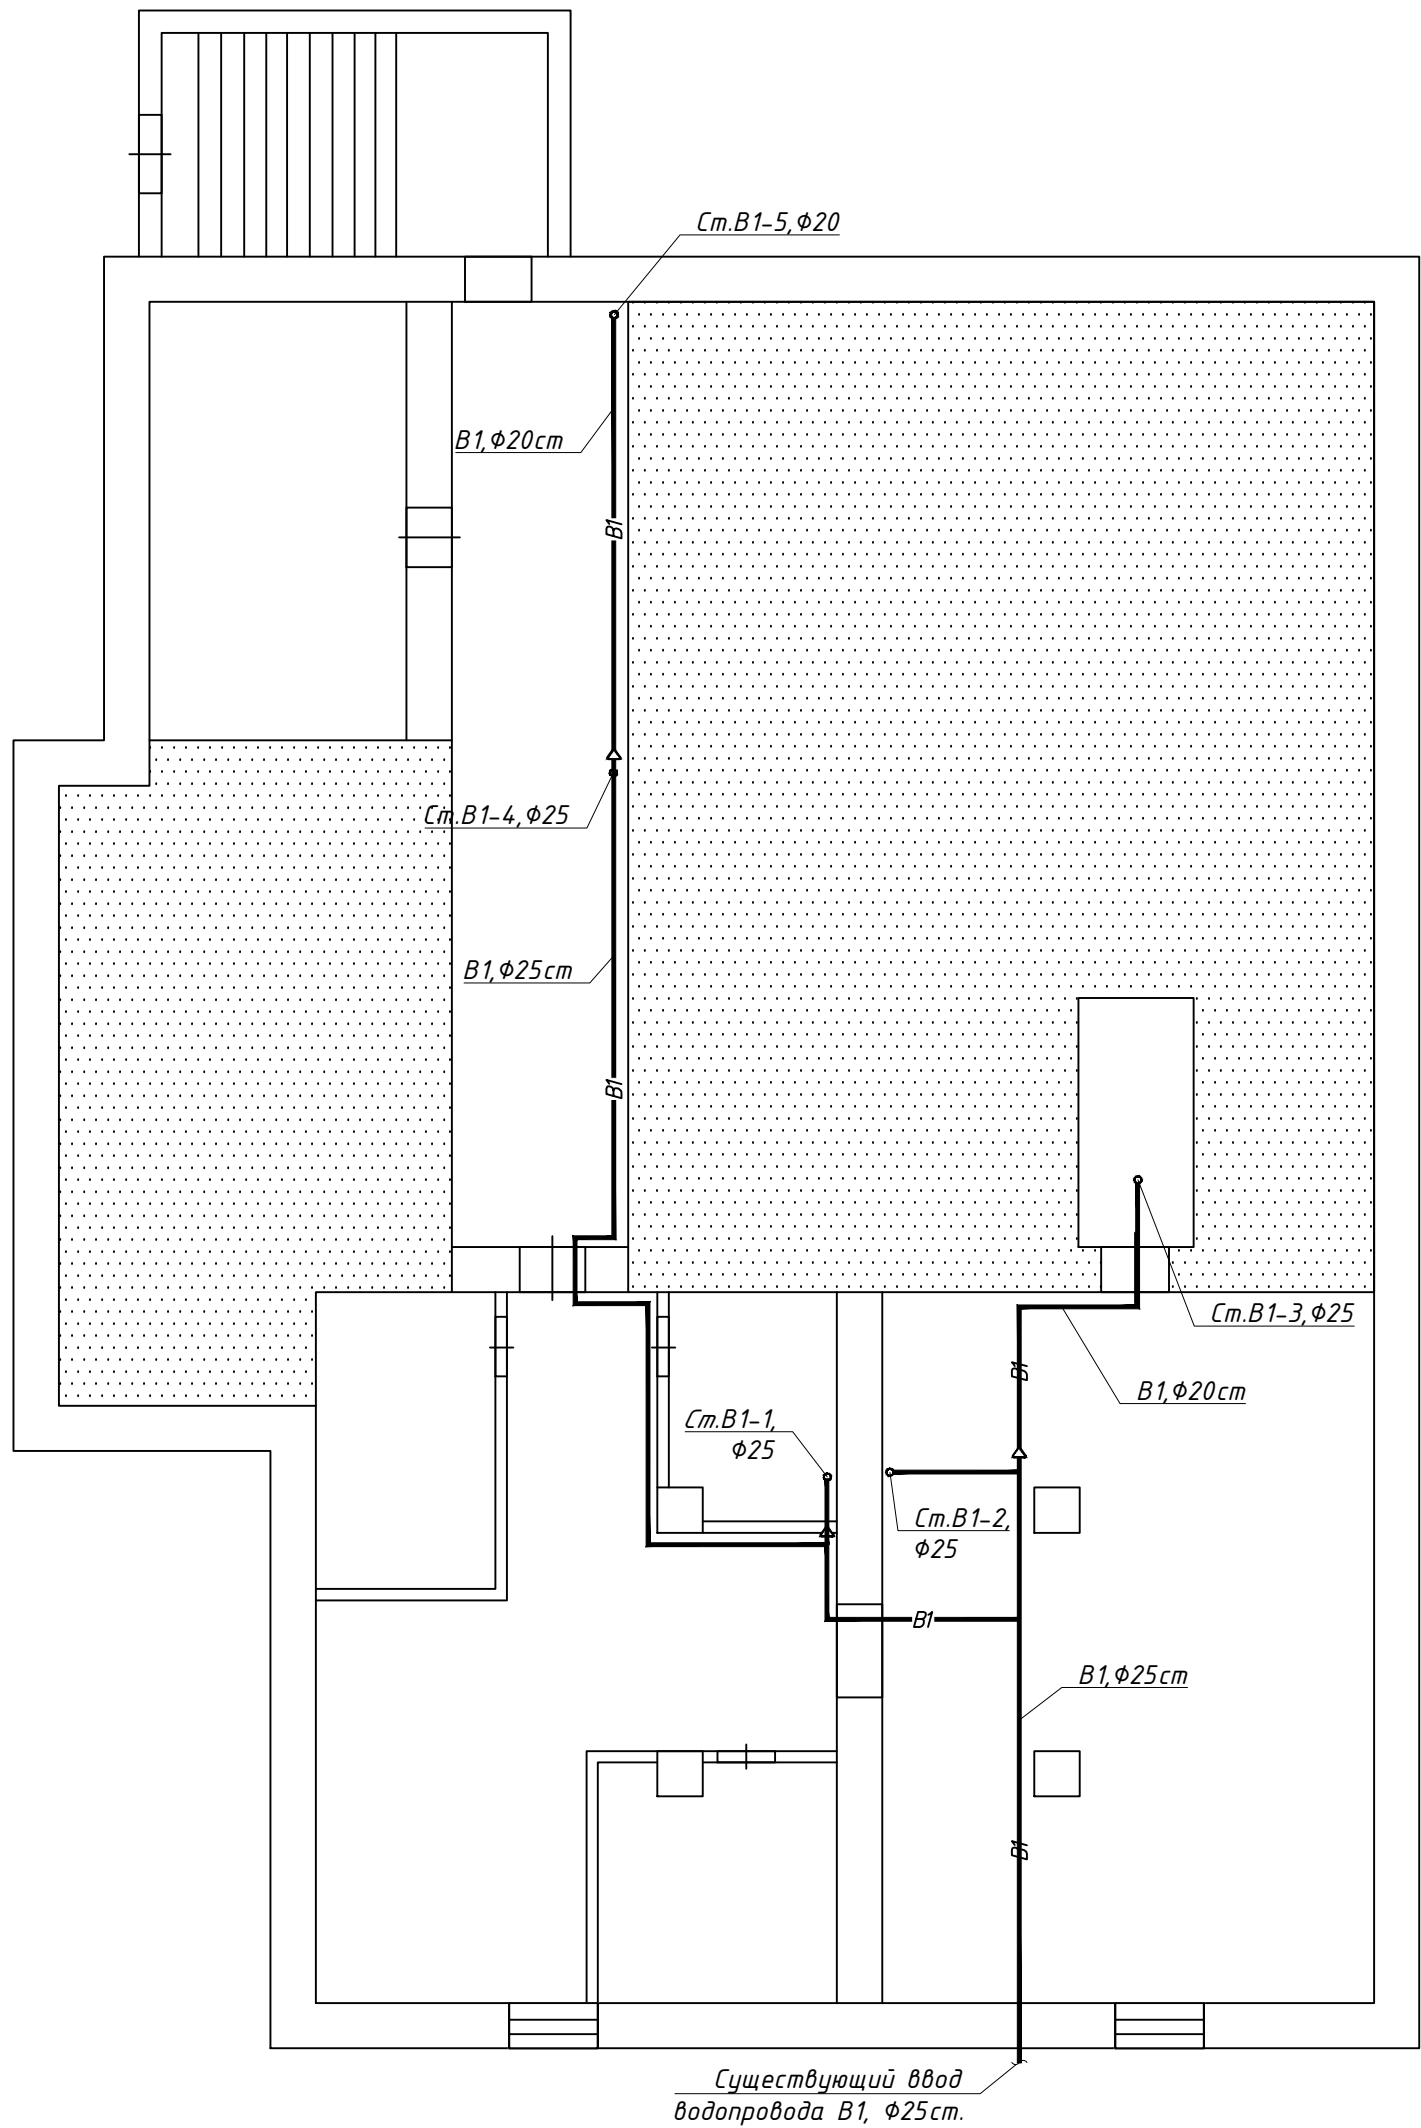 Ст.В1-5,Ф20
В1,Ф20ст
В1
Ст.В1-4,Ф25
В1,Ф25ст
В1
Ст.В1-3,Ф25
В1
В1,Ф20ст
Ст.В1-1,
Ф25
Ст.В1-2,
Ф25
В1
В1,Ф25ст
В1
Существующий ввод
водопровода В1, Ф25ст.